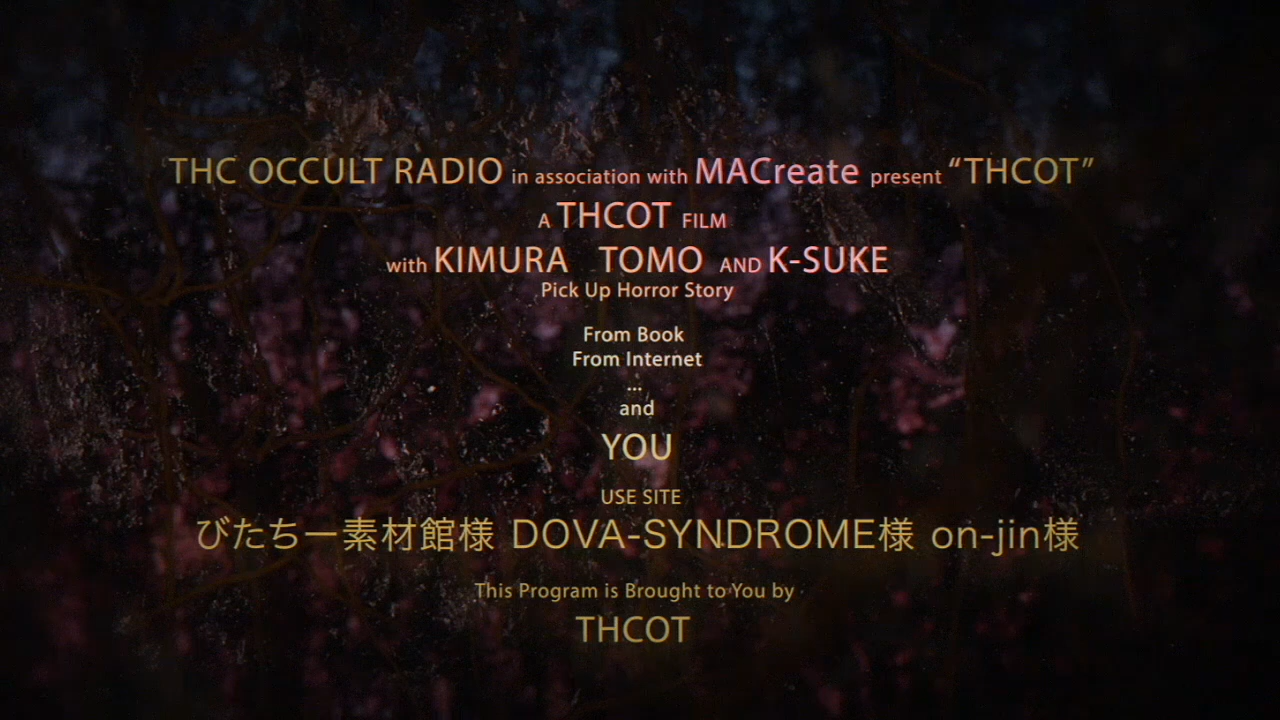 THC OCCULT RADIO in association with MACreate present “THCOT”
A THCOT FILM
with KIMURA TOMO AND K-SUKE
Pick Up Horror Story
From Book
From Internet
...
and
YOU
USE SITE
びたちー素材館様 DOVA-SYNDROME様 on-jin様
This Program is Brought to You by
THCOT